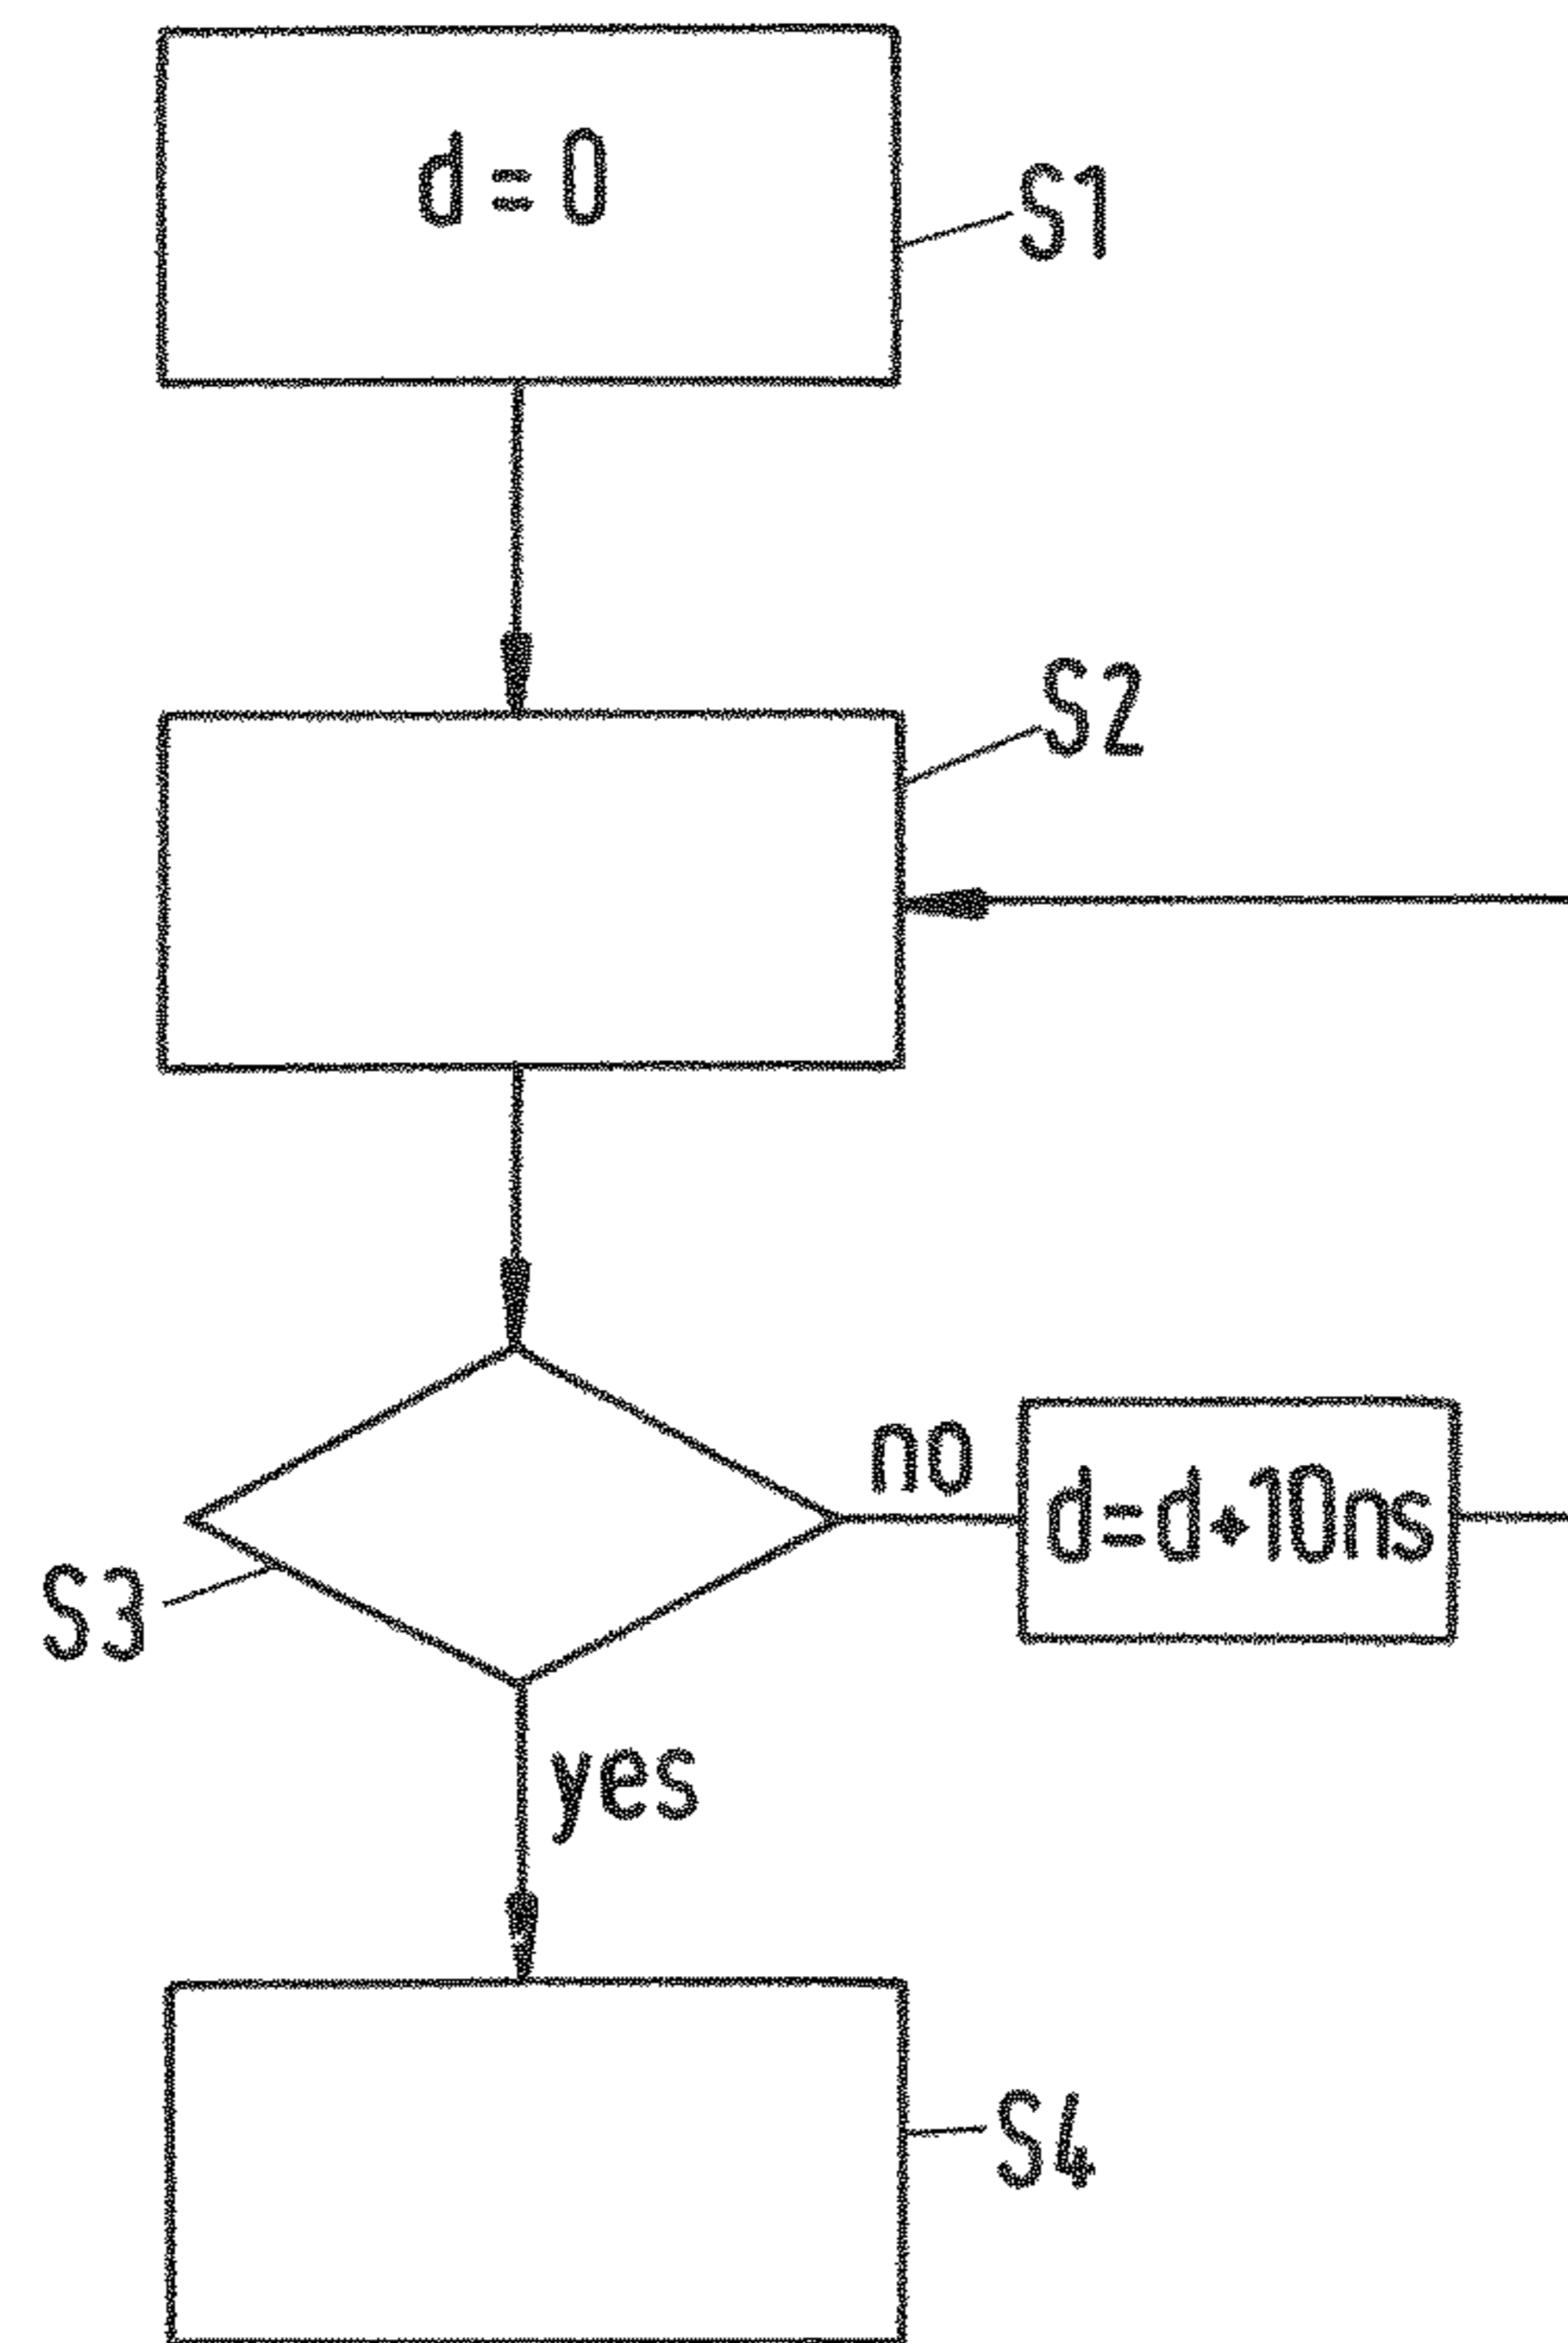 d = 0
S1
S2
no
d=d+10ns
S3
yes
S4